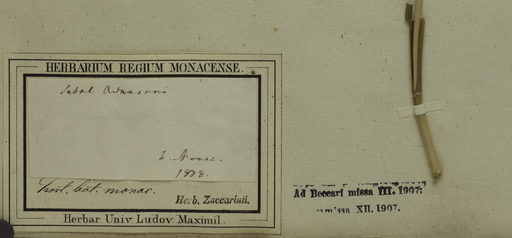 HERBARIUM REGIUM MONACENSE.
Sabal Adansoni
h. Monac.
1828.
hort. bot. monac.
Herb. Zuccarinii.
Herbar. Univ. Ludov. Maximil.
Ad Beccari missa III. 1907:
missa XII. 1907.